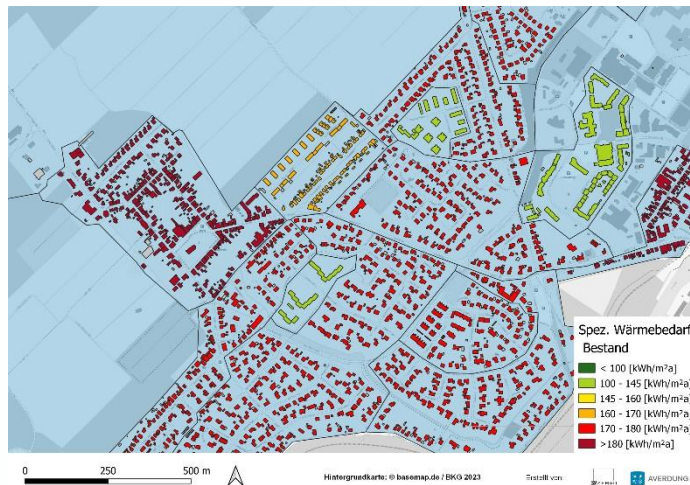 Spez. Wärmebedarf
Bestand
< 100 [kWh/m²a]
100 - 145 [kWh/m²a]
145 - 160 [kWh/m²a]
160 - 170 [kWh/m²a]
170 - 180 [kWh/m²a]
>180 [kWh/m²a]
0 250 500 m
Hintergrundkarte: © basemap.de / BKG 2023
Erstellt von:
AVERDUNG